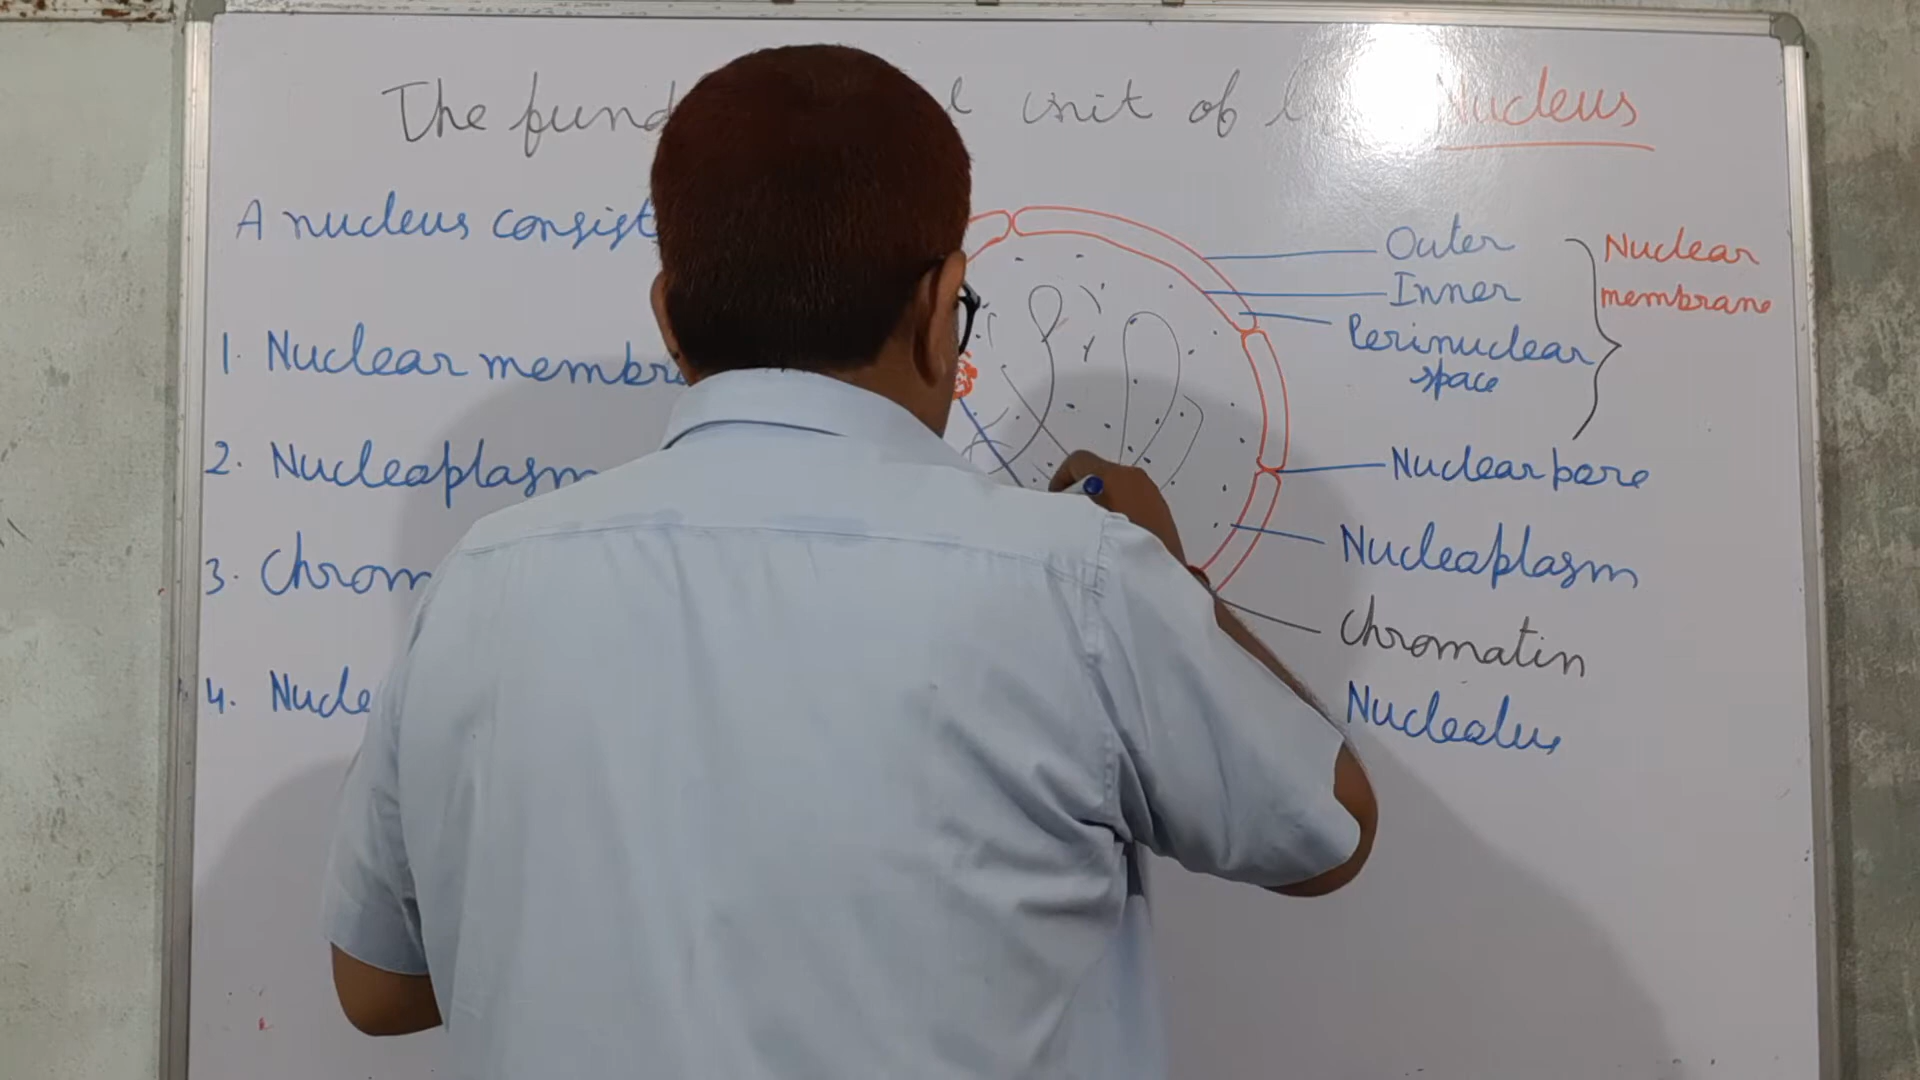 The fund l unit of l Nucleus
A nucleus consist
1. Nuclear membra
2. Nucleoplasm
3. Chrom
4. Nucle
Outer
Inner
Perinuclear
space
Nuclear
membrane
Nuclear pore
Nucleoplasm
Chromatin
Nucleolus